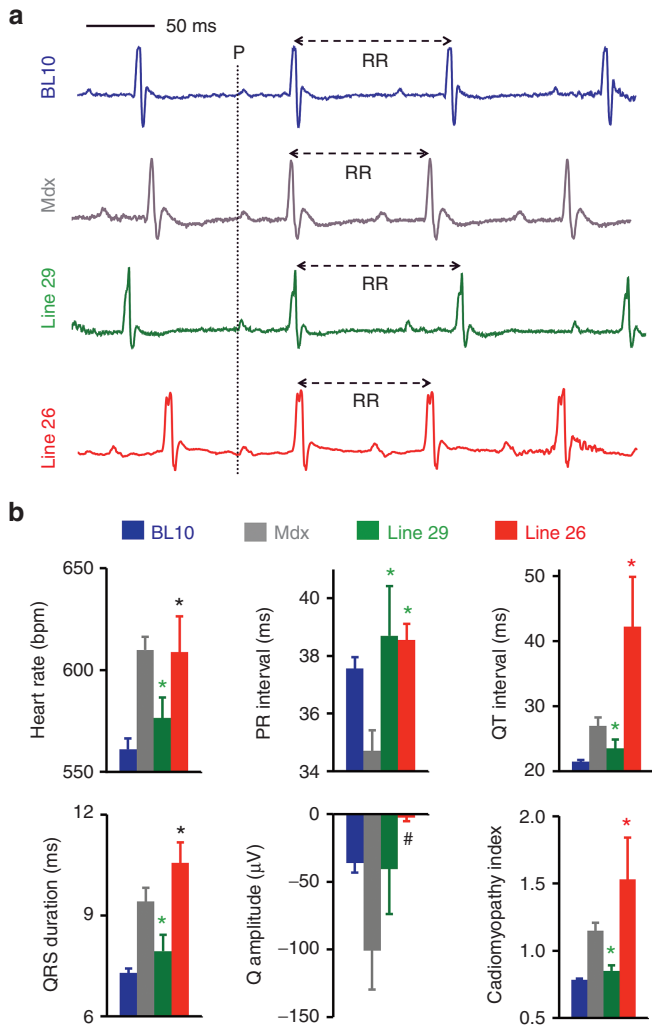 a
50 ms
P
BL10
RR
Mdx
RR
Line 29
RR
Line 26
RR
b
BL10 Mdx Line 29 Line 26
Heart rate (bpm)
650
600
550
*
*
PR interval (ms)
40
38
36
34
*
*
QT interval (ms)
50
40
30
20
*
*
QRS duration (ms)
12
9
6
*
*
Q amplitude (μV)
0
−50
−100
−150
#
Cadiomyopathy index
2.0
1.5
1.0
0.5
*
*